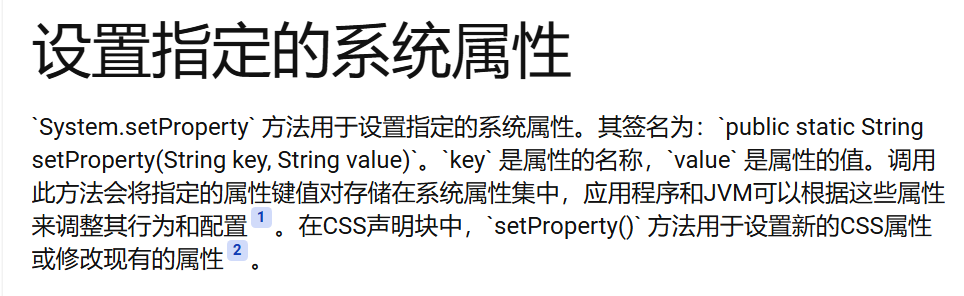 设置指定的系统属性
`System.setProperty` 方法用于设置指定的系统属性。其签名为：`public static String
setProperty(String key, String value)`。`key` 是属性的名称，`value` 是属性的值。调用
此方法会将指定的属性键值对存储在系统属性集中，应用程序和JVM可以根据这些属性
来调整其行为和配置 1 。在CSS声明块中，`setProperty()` 方法用于设置新的CSS属性
或修改现有的属性 2 。